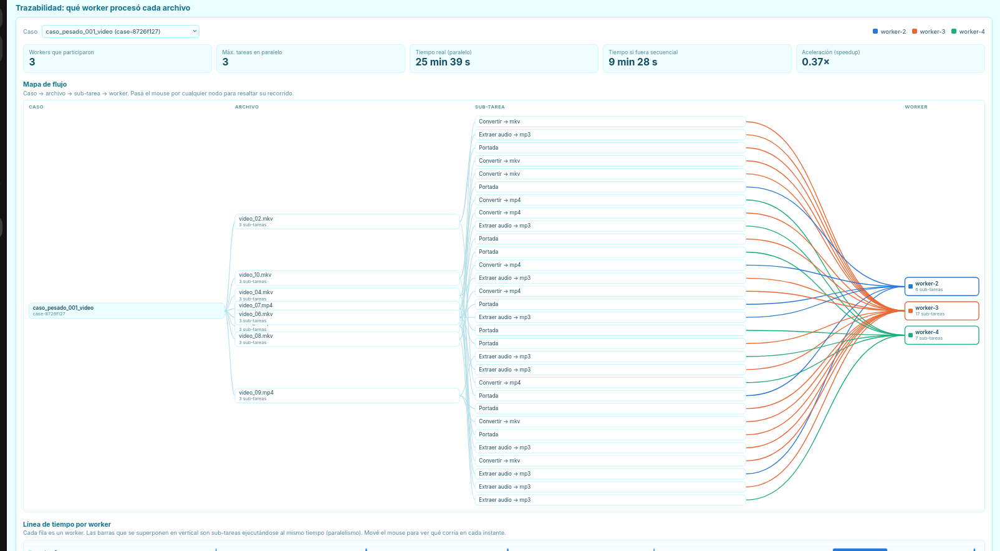 Trazabilidad: qué worker procesó cada archivo
Caso caso_pesado_001_video (case-8726f127)
worker-2 worker-3 worker-4
Workers que participaron
3
Máx. tareas en paralelo
3
Tiempo real (paralelo)
25 min 39 s
Tiempo si fuera secuencial
9 min 28 s
Aceleración (speedup)
0.37×
Mapa de flujo
Caso → archivo → sub-tarea → worker. Pasá el mouse por cualquier nodo para resaltar su recorrido.
CASO
ARCHIVO
SUB-TAREA
WORKER
caso_pesado_001_video
case-8726f127
video_02.mkv
3 sub-tareas
video_10.mkv
3 sub-tareas
video_04.mkv
3 sub-tareas
video_07.mp4
video_06.mkv
3 sub-tareas
3 sub-tareas
video_08.mkv
3 sub-tareas
video_09.mp4
3 sub-tareas
Convertir → mkv
Extraer audio → mp3
Portada
Convertir → mkv
Convertir → mkv
Portada
Convertir → mp4
Convertir → mp4
Extraer audio → mp3
Portada
Portada
Convertir → mp4
Extraer audio → mp3
Convertir → mp4
Portada
Extraer audio → mp3
Portada
Portada
Extraer audio → mp3
Extraer audio → mp3
Convertir → mp4
Portada
Portada
Convertir → mkv
Portada
Extraer audio → mp3
Convertir → mkv
Extraer audio → mp3
Extraer audio → mp3
Extraer audio → mp3
worker-2
6 sub-tareas
worker-3
17 sub-tareas
worker-4
7 sub-tareas
Línea de tiempo por worker
Cada fila es un worker. Las barras que se superponen en vertical son sub-tareas ejecutándose al mismo tiempo (paralelismo). Mové el mouse para ver qué corría en cada instante.